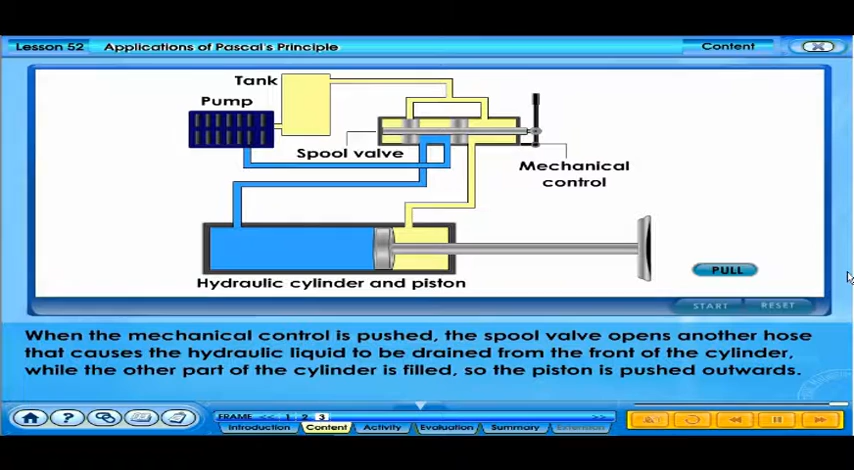 Lesson 52 Applications of Pascal's Principle Content
Tank
Pump
Spool valve
Mechanical
control
Hydraulic cylinder and piston
PULL
START RESET
When the mechanical control is pushed, the spool valve opens another hose
that causes the hydraulic liquid to be drained from the front of the cylinder,
while the other part of the cylinder is filled, so the piston is pushed outwards.
FRAME << 1 2 3 >>
Introduction Content Activity Evaluation Summary Extension